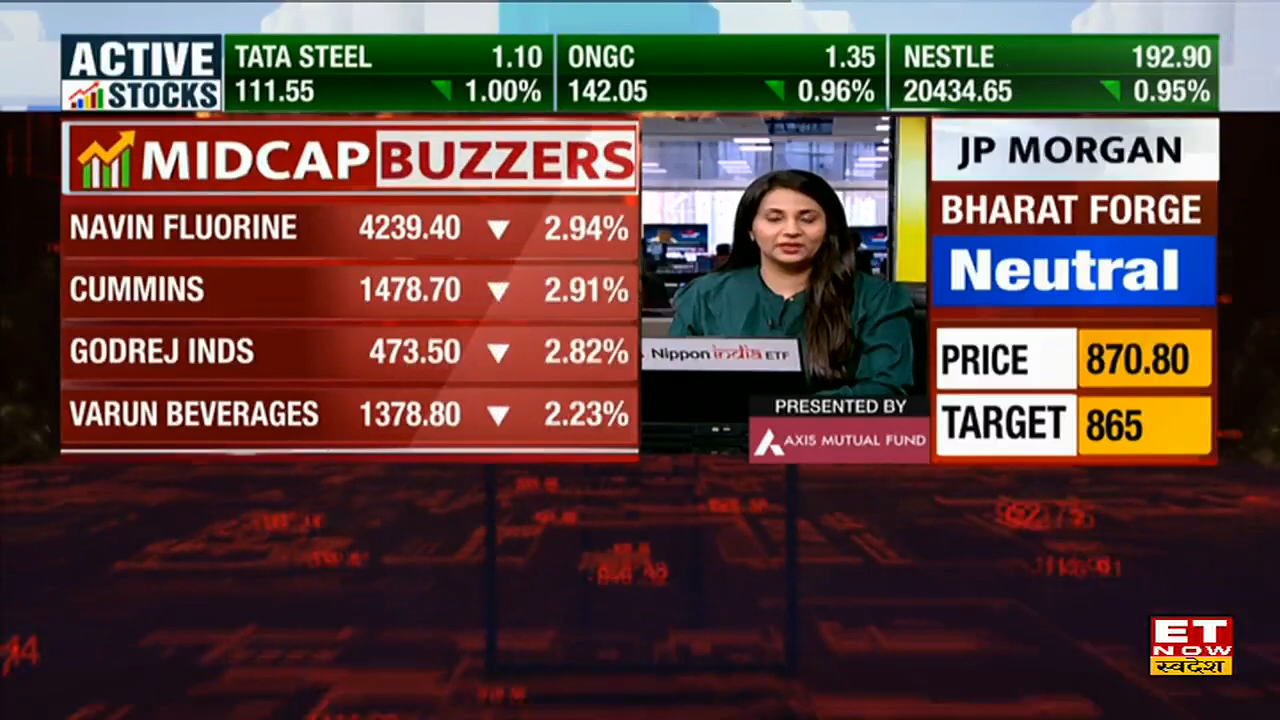 ACTIVE STOCKS
TATA STEEL 1.10
111.55 1.00%
ONGC 1.35
142.05 0.96%
NESTLE 192.90
20434.65 0.95%
MIDCAP BUZZERS
NAVIN FLUORINE 4239.40 ▼ 2.94%
CUMMINS 1478.70 ▼ 2.91%
GODREJ INDS 473.50 ▼ 2.82%
VARUN BEVERAGES 1378.80 ▼ 2.23%
Nippon india ETF
PRESENTED BY
AXIS MUTUAL FUND
JP MORGAN
BHARAT FORGE
Neutral
PRICE 870.80
TARGET 865
ET
NOW
स्वदेश